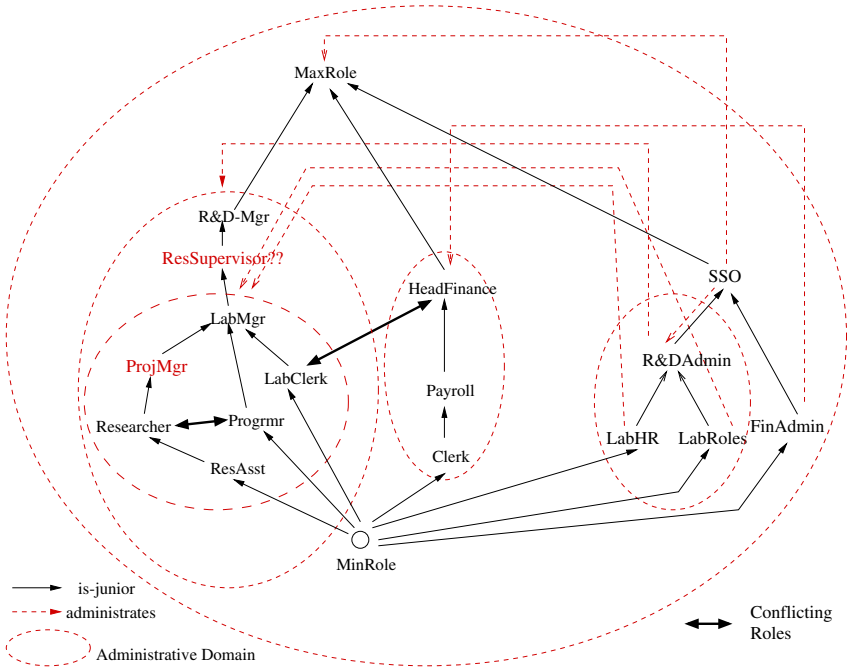 MaxRole
R&D-Mgr
ResSupervisor??
SSO
HeadFinance
LabMgr
R&DAdmin
ProjMgr
LabClerk
Payroll
Researcher
Progrmr
FinAdmin
LabHR
LabRoles
Clerk
ResAsst
MinRole
is-junior
administrates
Administrative Domain
Conflicting
Roles